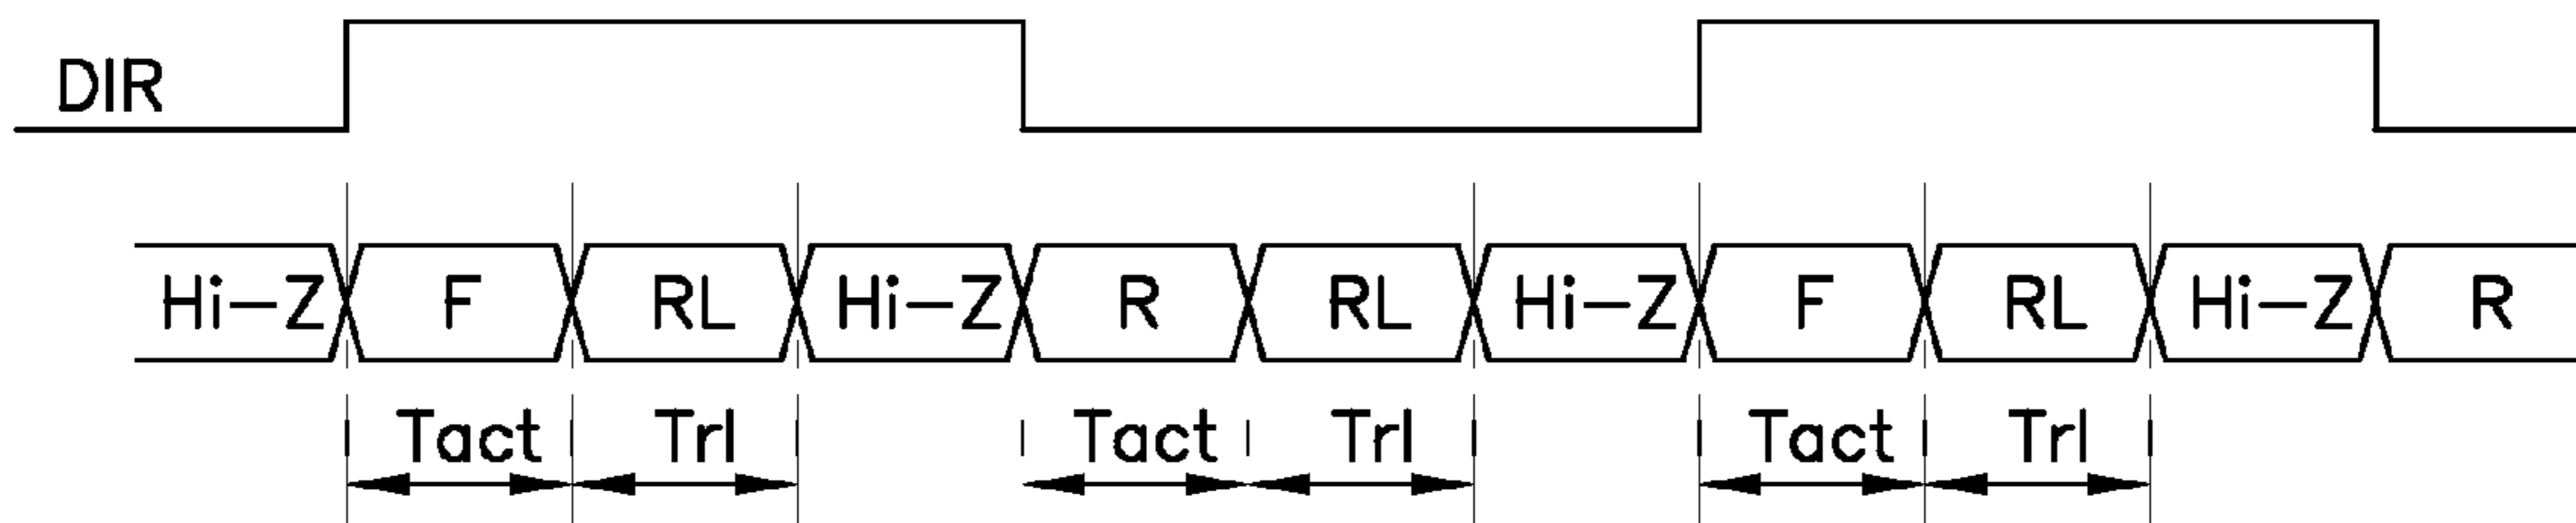 DIR
Hi-Z F RL Hi-Z R RL Hi-Z F RL Hi-Z R
Tact Trl Tact Trl Tact Trl